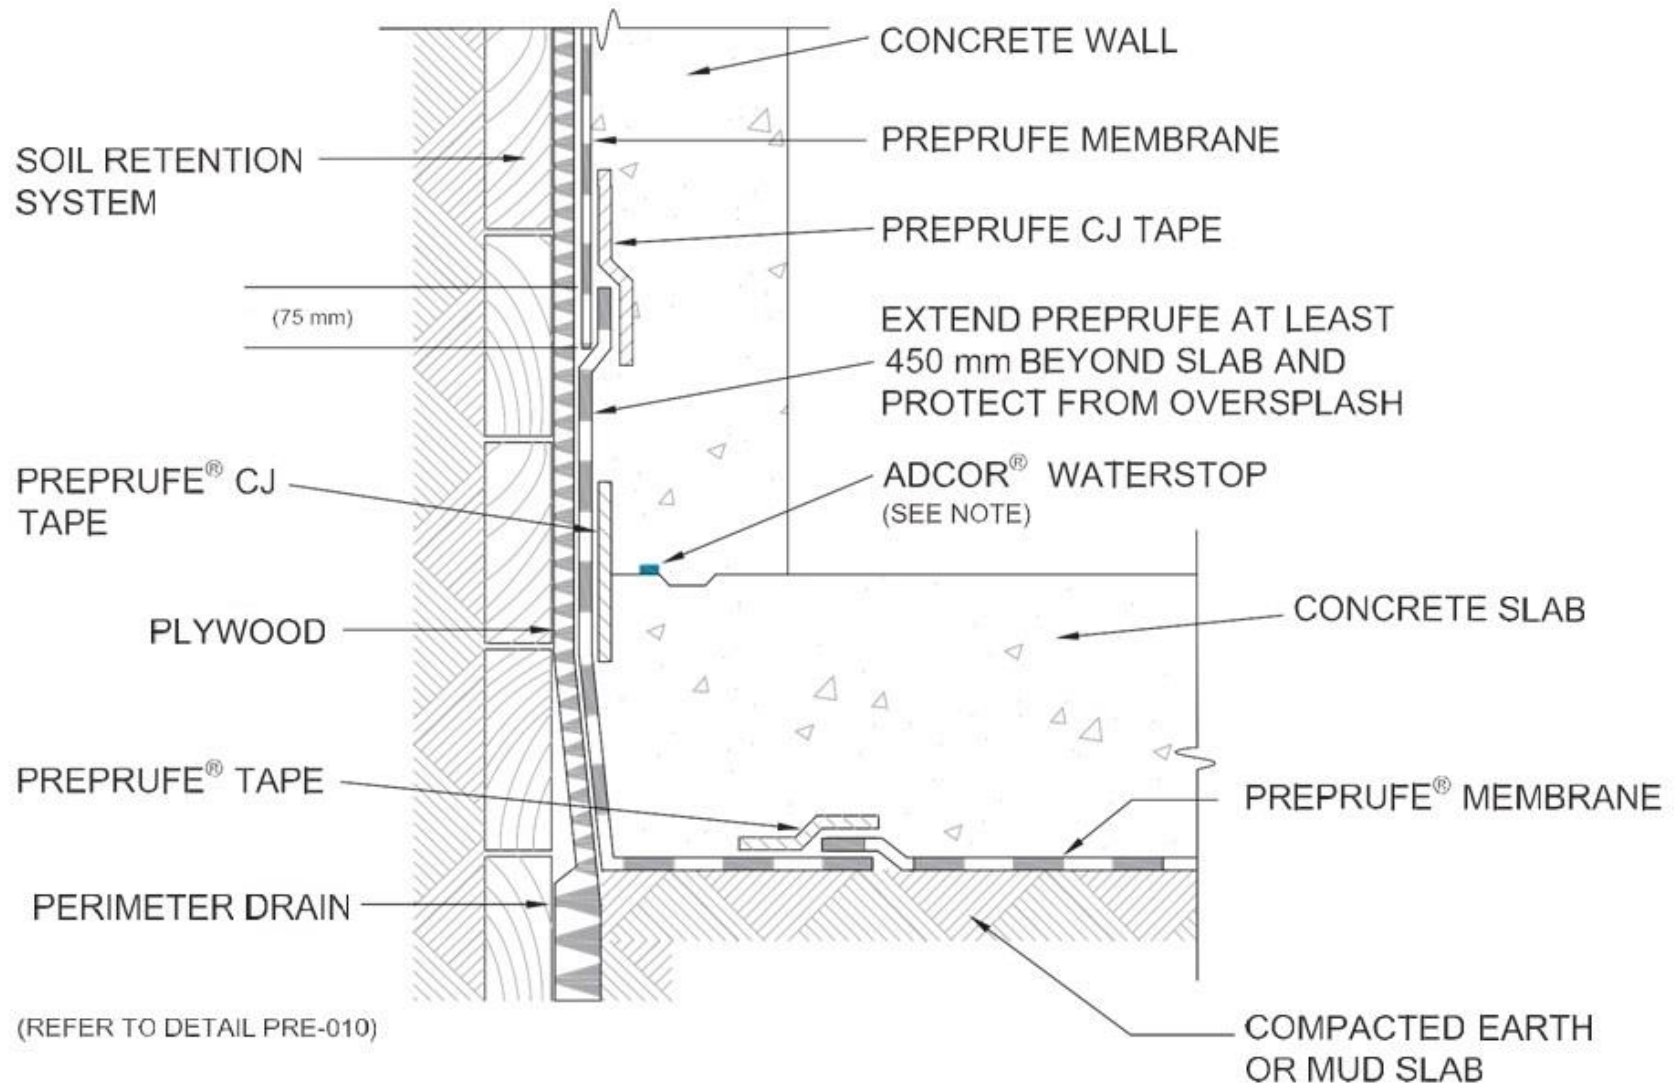 CONCRETE WALL
PREPRUFE MEMBRANE
SOIL RETENTION
SYSTEM
PREPRUFE CJ TAPE
(75 mm)
EXTEND PREPRUFE AT LEAST
450 mm BEYOND SLAB AND
PROTECT FROM OVERSPLASH
PREPRUFE® CJ
TAPE
ADCOR® WATERSTOP
(SEE NOTE)
PLYWOOD
CONCRETE SLAB
PREPRUFE® TAPE
PREPRUFE® MEMBRANE
PERIMETER DRAIN
(REFER TO DETAIL PRE-010)
COMPACTED EARTH
OR MUD SLAB